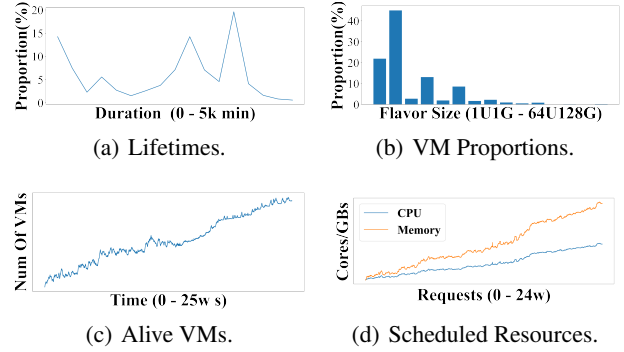 Proportion(%)
20
15
10
5
0
Duration (0 - 5k min)
(a) Lifetimes.
Proportion(%)
40
30
20
10
0
Flavor Size (1U1G - 64U128G)
(b) VM Proportions.
Num Of VMs
Time (0 - 25w s)
(c) Alive VMs.
Cores/GBs
CPU
Memory
Requests (0 - 24w)
(d) Scheduled Resources.